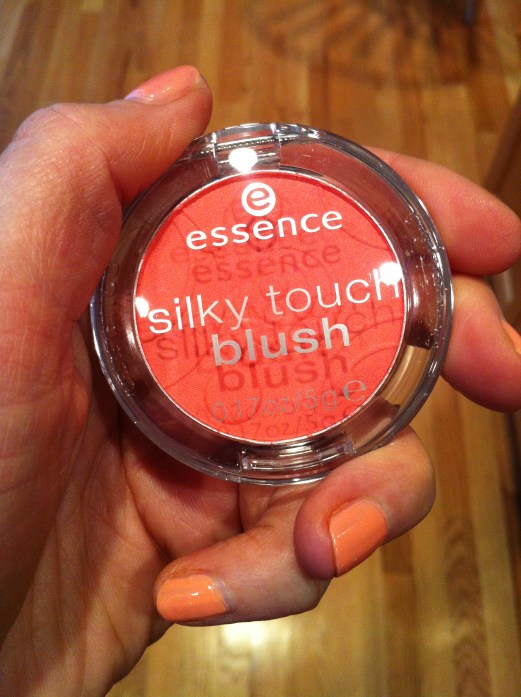 e
essence
silky touch
blush
0.17oz/5g e